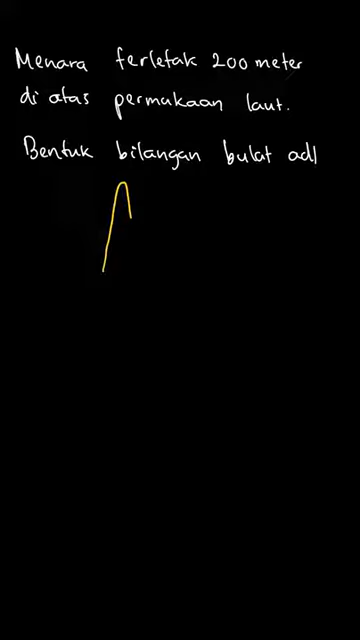 Menara terletak 200 meter
di atas permukaan laut.
Bentuk bilangan bulat adl